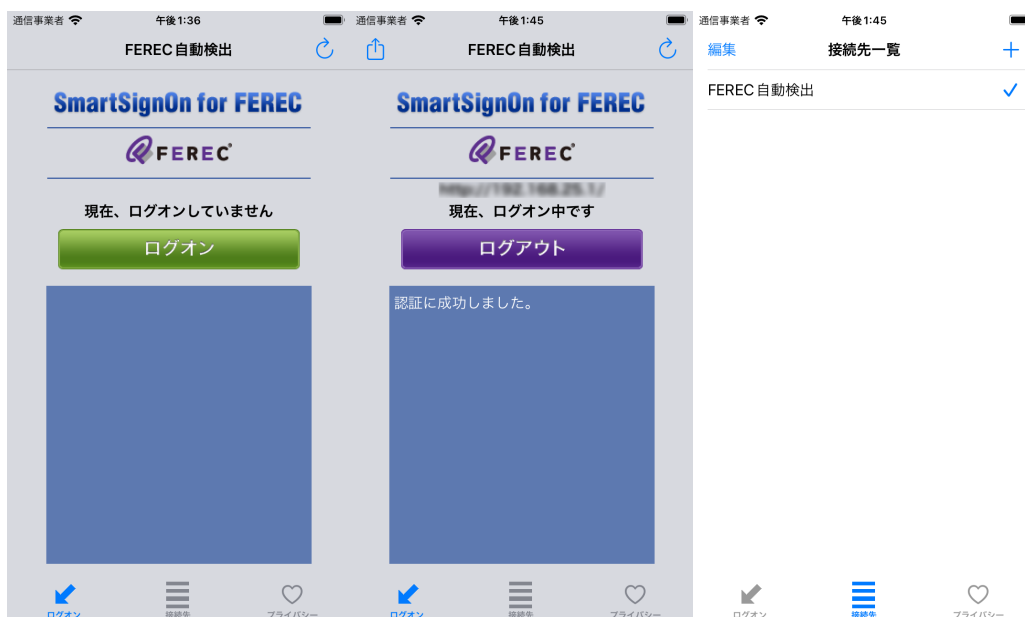 通信事業者 午後1:36
FEREC自動検出
SmartSignOn for FEREC
FEREC
現在、ログオンしていません
ログオン
ログオン 接続先 プライバシー
通信事業者 午後1:45
FEREC自動検出
SmartSignOn for FEREC
FEREC
http://192.168.25.1/
現在、ログオン中です
ログアウト
認証に成功しました。
ログオン 接続先 プライバシー
通信事業者 午後1:45
編集 接続先一覧
FEREC自動検出
ログオン 接続先 プライバシー